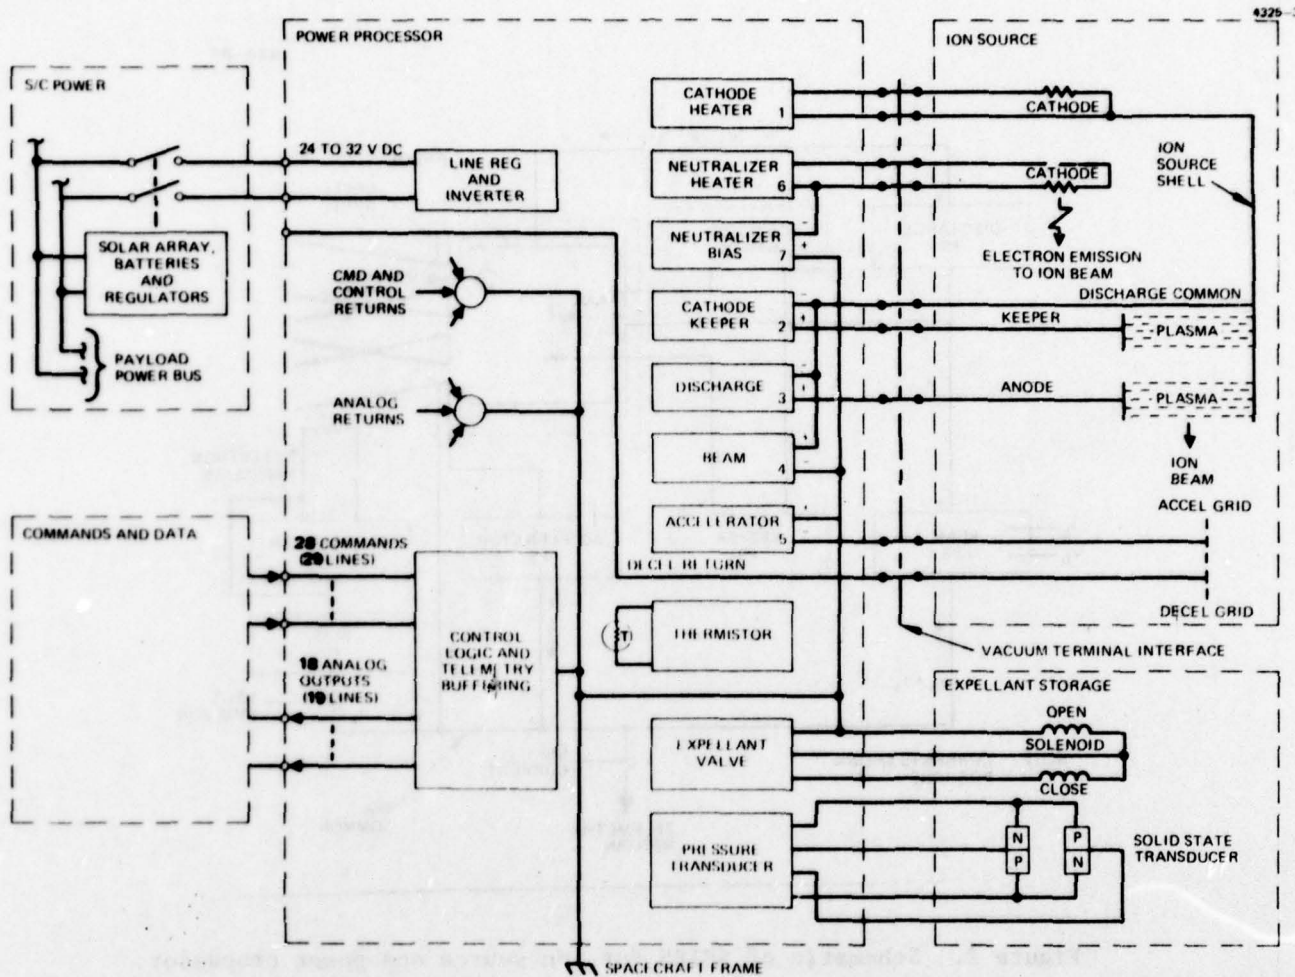 4325-
POWER PROCESSOR
ION SOURCE
S/C POWER
CATHODE
HEATER
1
CATHODE
24 TO 32 V DC
LINE REG
AND
INVERTER
NEUTRALIZER
HEATER
6
CATHODE
ION
SOURCE
SHELL
NEUTRALIZER
BIAS
-
+
7
ELECTRON EMISSION
TO ION BEAM
SOLAR ARRAY,
BATTERIES
AND
REGULATORS
CMD AND
CONTROL
RETURNS
CATHODE
KEEPER
-
+
2
DISCHARGE COMMON
KEEPER
PLASMA
PAYLOAD
POWER BUS
ANALOG
RETURNS
DISCHARGE
-
+
3
ANODE
PLASMA
BEAM
+
-
4
ION
BEAM
ACCEL GRID
COMMANDS AND DATA
28 COMMANDS
(29 LINES)
ACCELERATOR
+
-
5
DECEL RETURN
DECEL GRID
CONTROL
LOGIC AND
TELEMETRY
BUFFERING
T
THERMISTOR
VACUUM TERMINAL INTERFACE
18 ANALOG
OUTPUTS
(19 LINES)
EXPELLANT STORAGE
EXPELLANT
VALVE
OPEN
SOLENOID
CLOSE
PRESSURE
TRANSDUCER
N
P
P
N
SOLID STATE
TRANSDUCER
SPACECRAFT FRAME